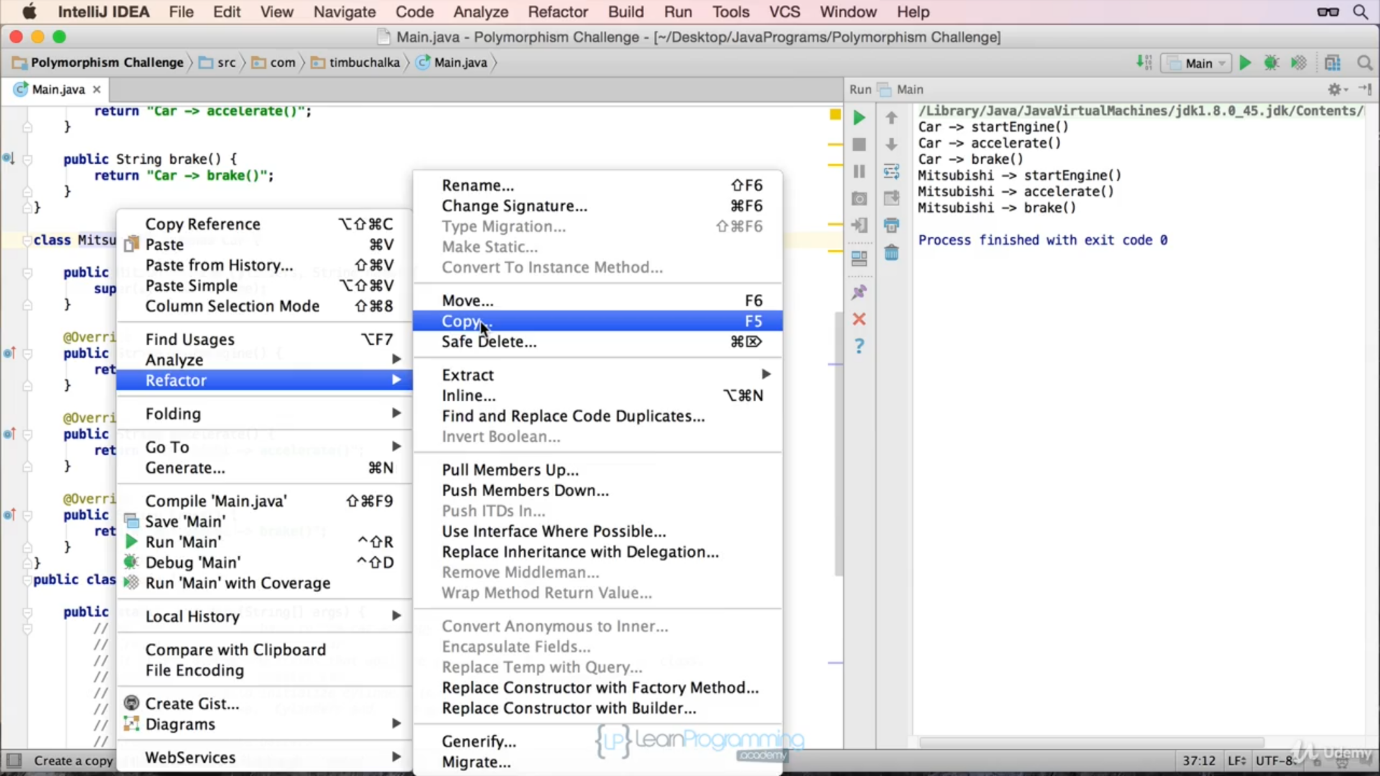 IntelliJ IDEA File Edit View Navigate Code Analyze Refactor Build Run Tools VCS Window Help
Main.java - Polymorphism Challenge - [~/Desktop/JavaPrograms/Polymorphism Challenge]
Polymorphism Challenge src com timbuchalka Main.java Main
Main.java
return "Car -> accelerate()";
}
public String brake() {
return "Car -> brake()";
}
}
class Mitsu
public
sup
}
@Overri
public
ret
}
@Overri
public
ret
}
@Overri
public
ret
}
}
public clas
public
//
//
//
//
//
//
//
//
Copy Reference ⌥⇧⌘C
Paste ⌘V
Paste from History... ⇧⌘V
Paste Simple ⌥⇧⌘V
Column Selection Mode ⇧⌘8
Find Usages ⌥F7
Analyze
Refactor
Folding
Go To
Generate... ⌘N
Compile 'Main.java' ⇧⌘F9
Save 'Main'
Run 'Main' ^⇧R
Debug 'Main' ^⇧D
Run 'Main' with Coverage
Local History
Compare with Clipboard
File Encoding
Create Gist...
Diagrams
WebServices
Rename... ⇧F6
Change Signature... ⌘F6
Type Migration... ⇧⌘F6
Make Static...
Convert To Instance Method...
Move... F6
Copy... F5
Safe Delete... ⌘⌦
Extract
Inline... ⌥⌘N
Find and Replace Code Duplicates...
Invert Boolean...
Pull Members Up...
Push Members Down...
Push ITDs In...
Use Interface Where Possible...
Replace Inheritance with Delegation...
Remove Middleman...
Wrap Method Return Value...
Convert Anonymous to Inner...
Encapsulate Fields...
Replace Temp with Query...
Replace Constructor with Factory Method...
Replace Constructor with Builder...
Generify...
Migrate...
Run Main
/Library/Java/JavaVirtualMachines/jdk1.8.0_45.jdk/Contents/
Car -> startEngine()
Car -> accelerate()
Car -> brake()
Mitsubishi -> startEngine()
Mitsubishi -> accelerate()
Mitsubishi -> brake()
Process finished with exit code 0
{LP} LearnProgramming
academy
Create a copy 37:12 LF UTF-8
Udemy